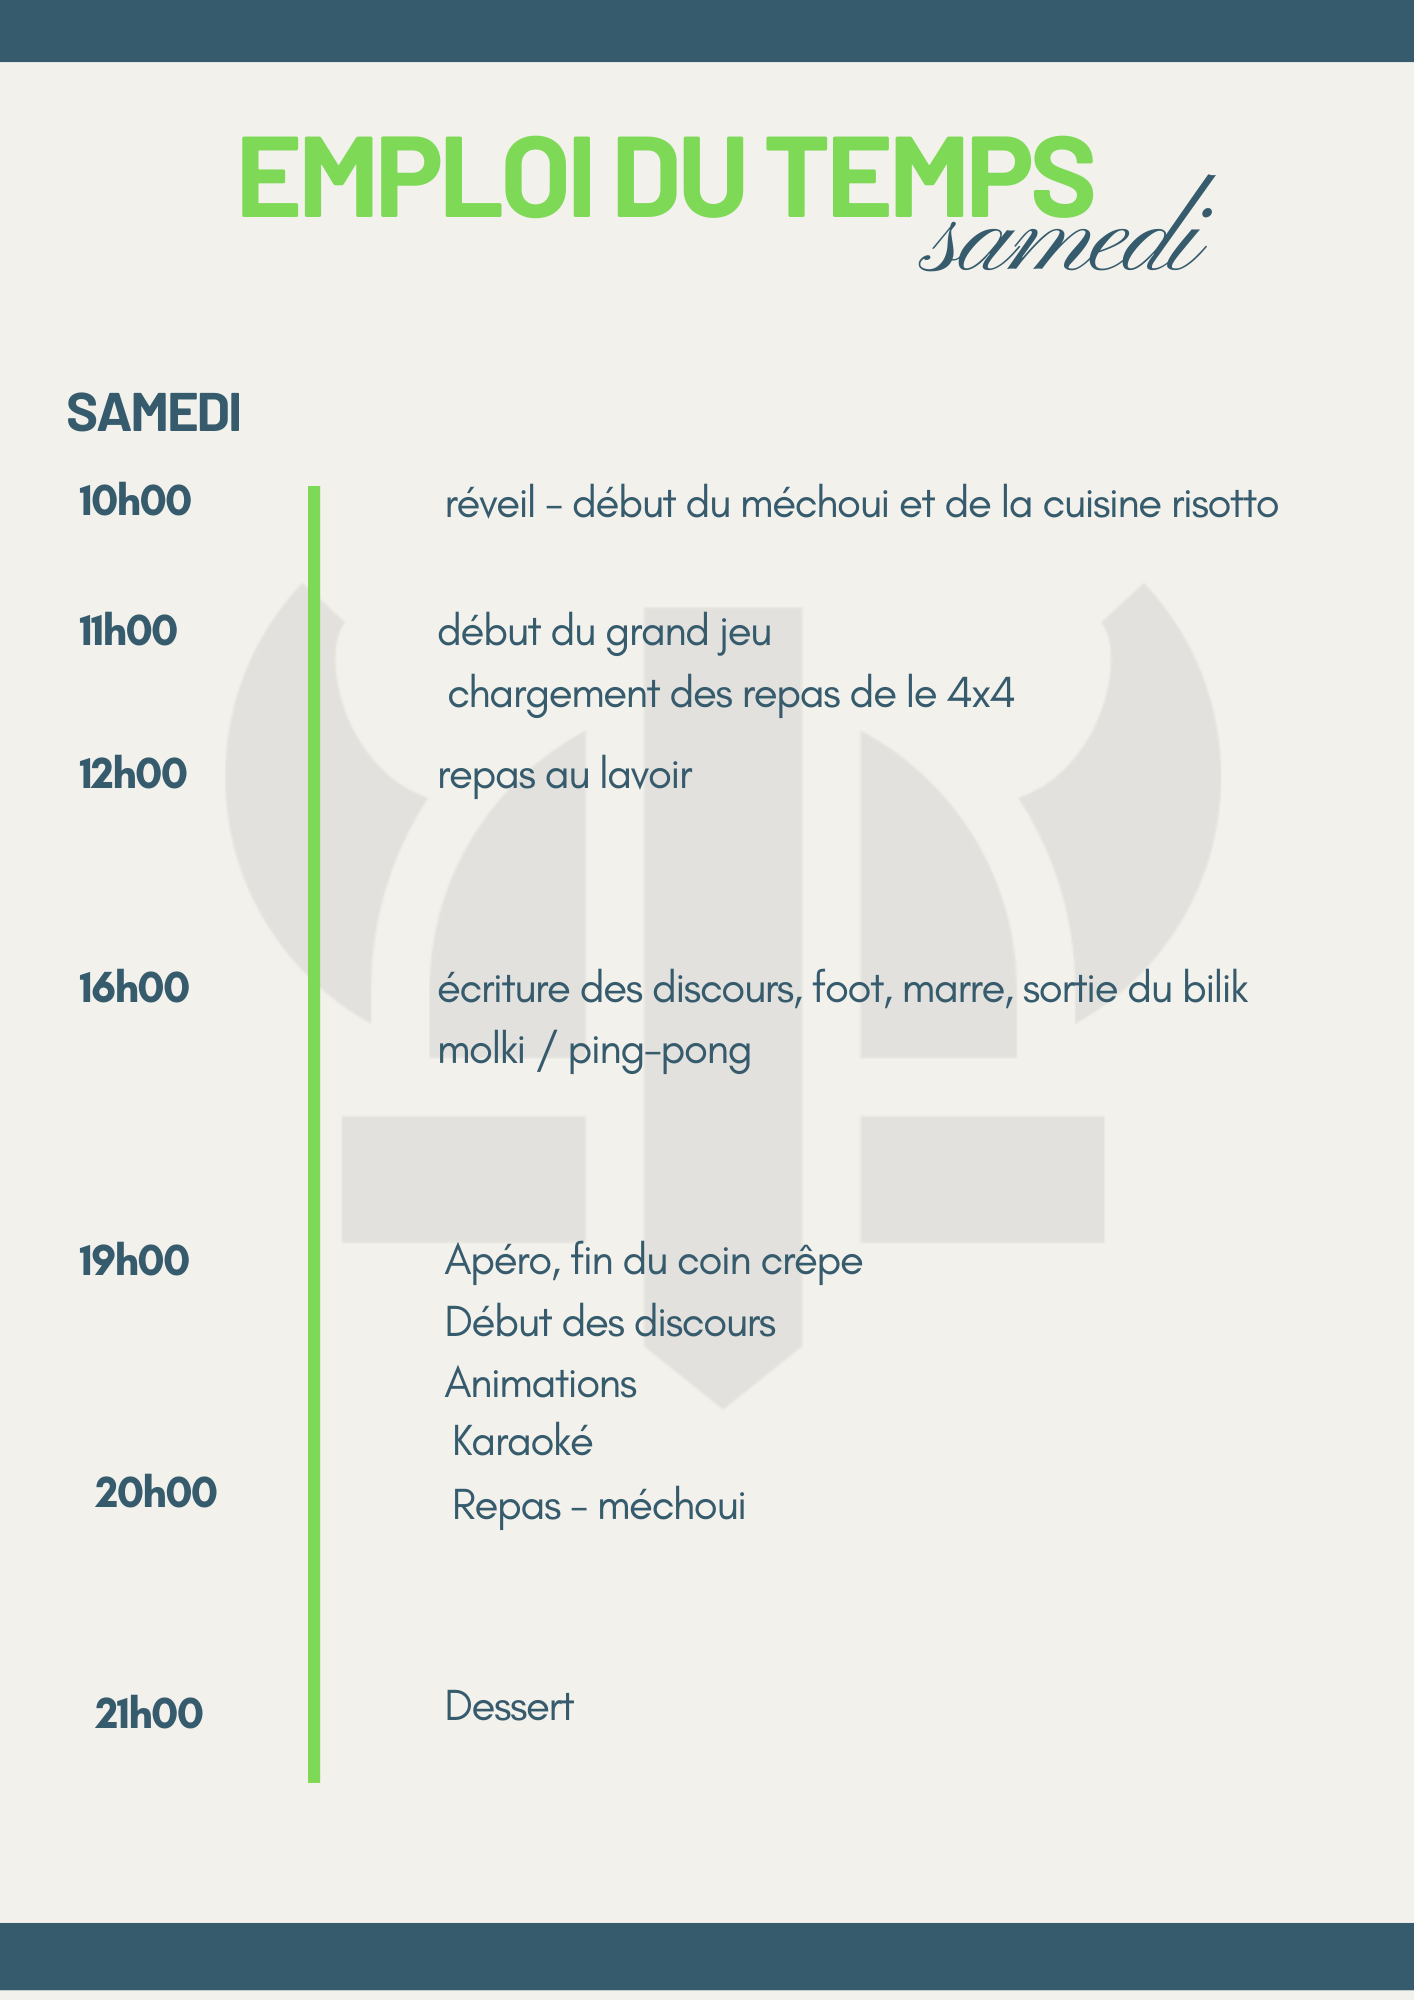 EMPLOI DU TEMPS
samedi
SAMEDI
10h00 réveil - début du méchoui et de la cuisine risotto
11h00 début du grand jeu
chargement des repas de le 4x4
12h00 repas au lavoir
16h00 écriture des discours, foot, marre, sortie du bilik
molki / ping-pong
19h00 Apéro, fin du coin crêpe
Début des discours
Animations
Karaoké
20h00 Repas - méchoui
21h00 Dessert